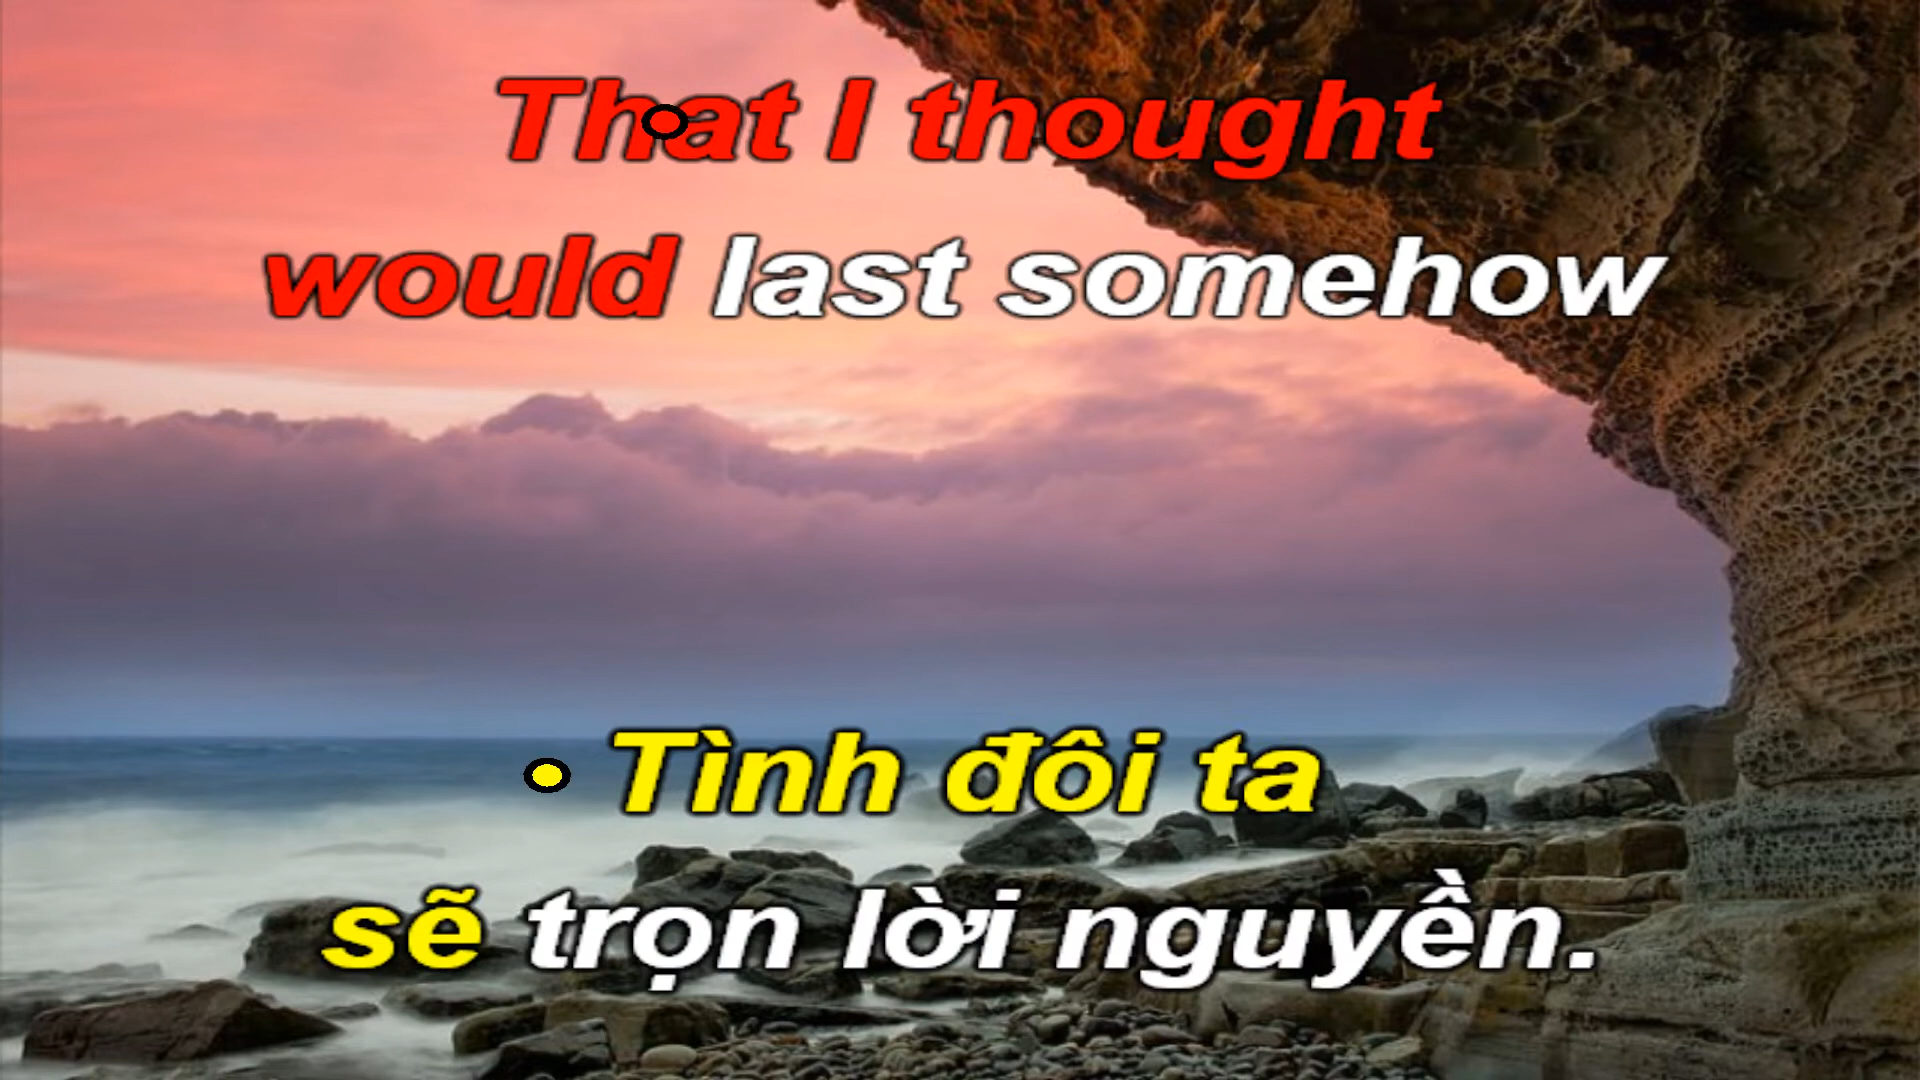 That I thought
would last somehow
Tình đôi ta
sẽ trọn lời nguyền.